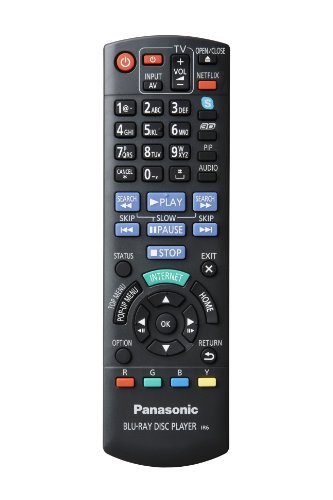 TV
OPEN/CLOSE
+
INPUT
AV
VOL
-
NETFLIX
1@.
2ABC
3DEF
4GHI
5JKL
6MNO
3D
7PQRS
8TUV
9WXYZ
PIP
CANCEL
0-,
AUDIO
SEARCH
PLAY
SEARCH
SKIP
SLOW
SKIP
PAUSE
STOP
STATUS
EXIT
INTERNET
TOP MENU
POP-UP MENU
HOME
OK
OPTION
RETURN
R G B Y
Panasonic
BLU-RAY DISC PLAYER IR6